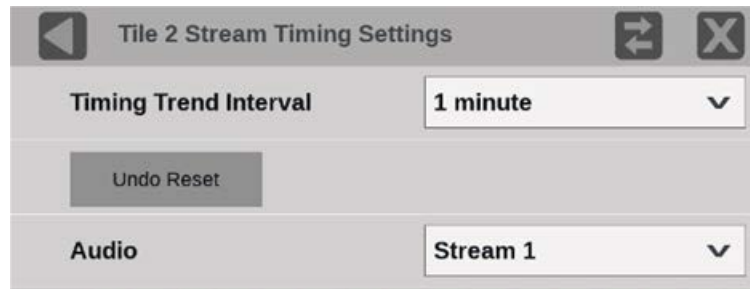 Tile 2 Stream Timing Settings
Timing Trend Interval 1 minute
Undo Reset
Audio Stream 1